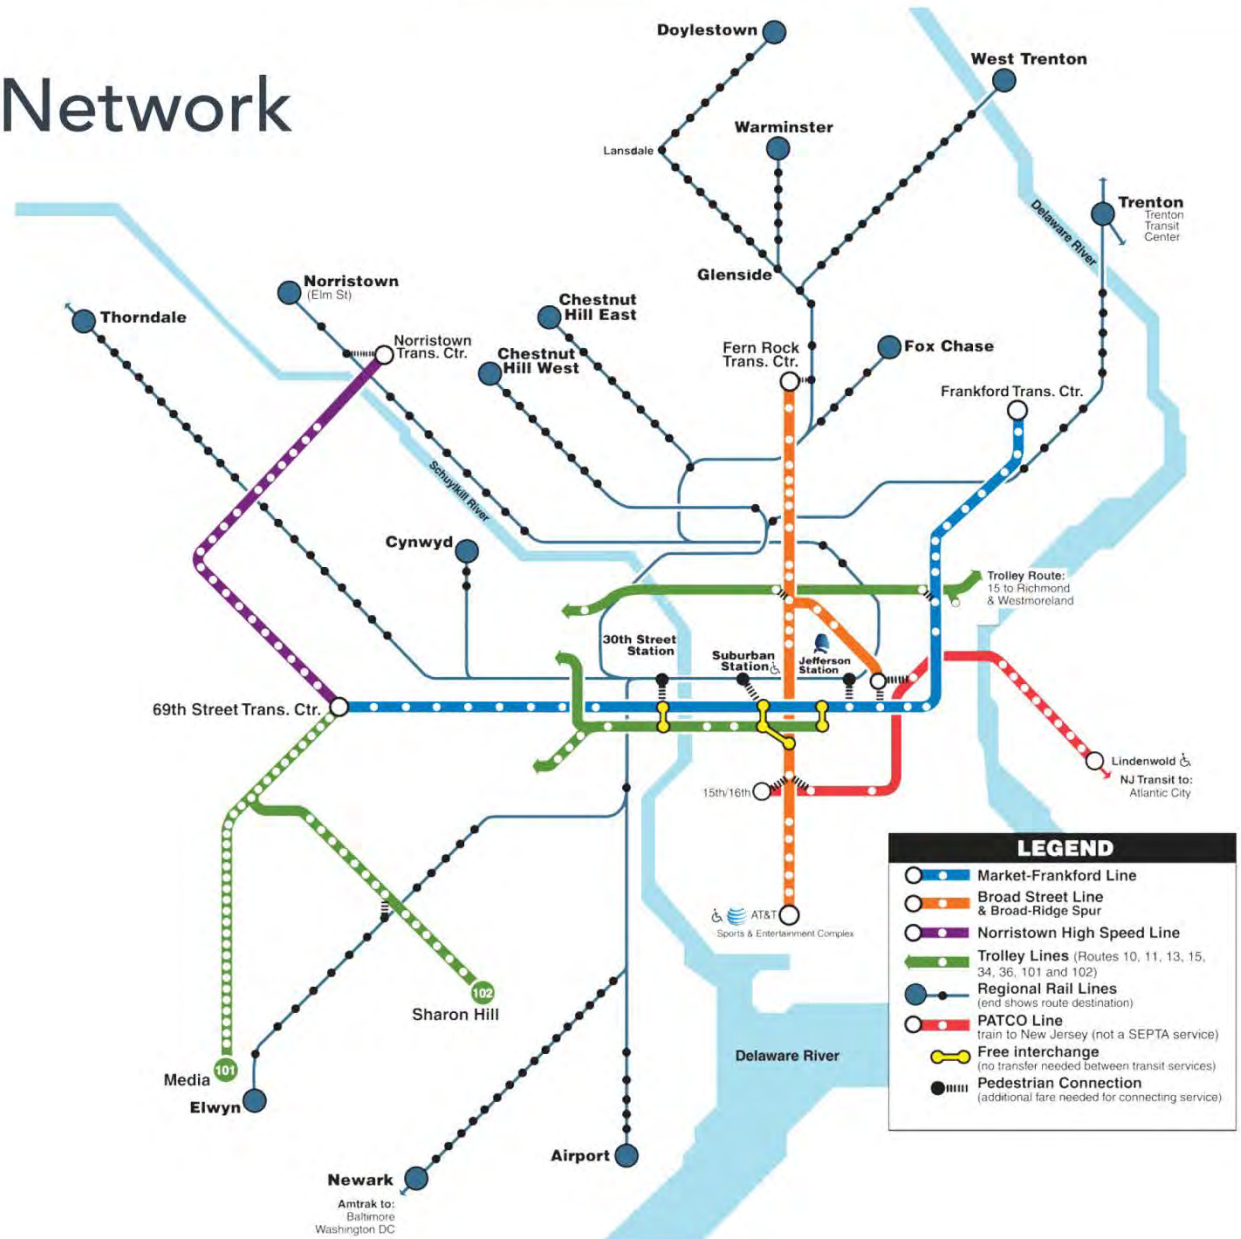 Network
Doylestown
West Trenton
Warminster
Lansdale
Trenton
Trenton
Transit
Center
Delaware River
Glenside
Norristown
(Elm St)
Thorndale
Chestnut
Hill East
Norristown
Trans. Ctr.
Chestnut
Hill West
Fern Rock
Trans. Ctr.
Fox Chase
Frankford Trans. Ctr.
Schuylkill River
Cynwyd
Trolley Route:
15 to Richmond
& Westmoreland
30th Street
Station
Suburban
Station
Jefferson
Station
69th Street Trans. Ctr.
Lindenwold
NJ Transit to:
Atlantic City
15th/16th
AT&T
Sports & Entertainment Complex
102
Sharon Hill
101
Media
Elwyn
Delaware River
Airport
Newark
Amtrak to:
Baltimore
Washington DC
LEGEND
Market-Frankford Line
Broad Street Line
& Broad-Ridge Spur
Norristown High Speed Line
Trolley Lines (Routes 10, 11, 13, 15,
34, 36, 101 and 102)
Regional Rail Lines
(end shows route destination)
PATCO Line
train to New Jersey (not a SEPTA service)
Free interchange
(no transfer needed between transit services)
Pedestrian Connection
(additional fare needed for connecting service)